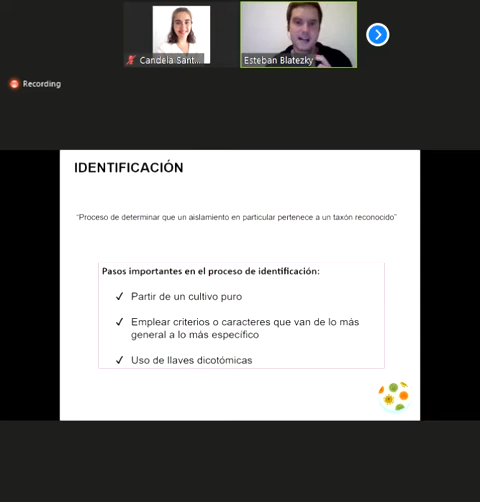 Candela Sant...
Esteban Blatezky
Recording
IDENTIFICACIÓN
“Proceso de determinar que un aislamiento en particular pertenece a un taxón reconocido”
Pasos importantes en el proceso de identificación:
✓ Partir de un cultivo puro
✓ Emplear criterios o caracteres que van de lo más
general a lo más específico
✓ Uso de llaves dicotómicas